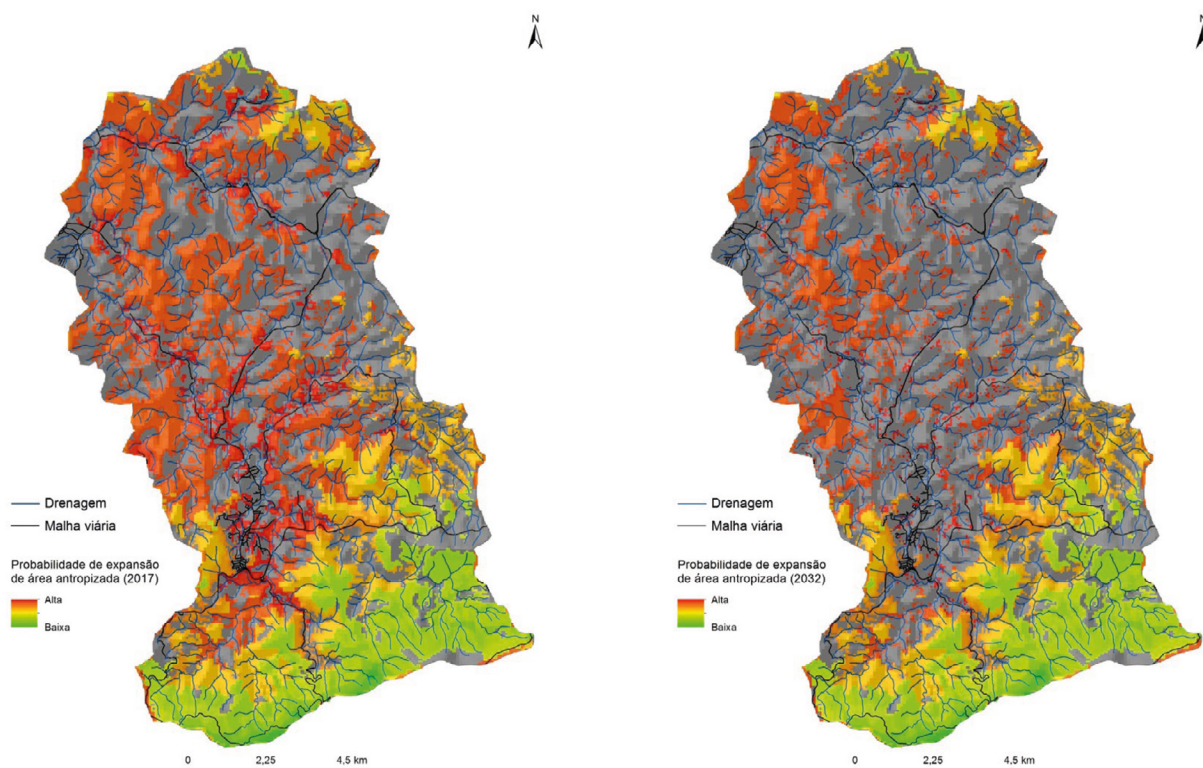 N
Drenagem
Malha viária
Probabilidade de expansão
de área antropizada (2017)
Alta
Baixa
0 2,25 4,5 km
N
Drenagem
Malha viária
Probabilidade de expansão
de área antropizada (2032)
Alta
Baixa
0 2,25 4,5 km